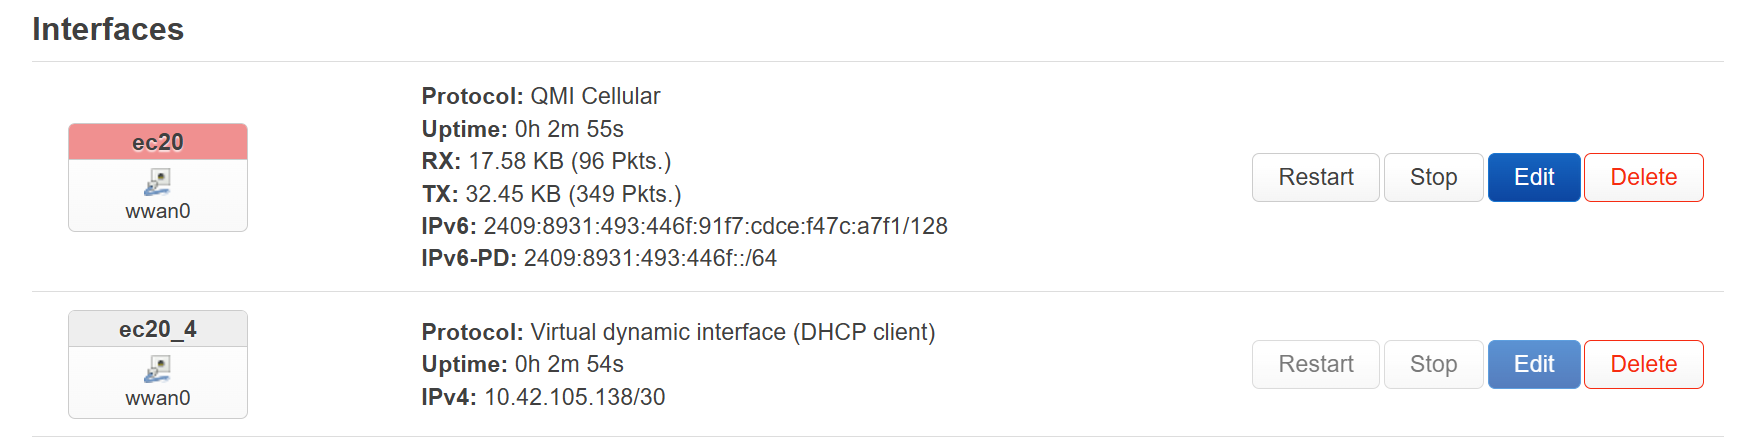 Interfaces
ec20
wwan0
Protocol: QMI Cellular
Uptime: 0h 2m 55s
RX: 17.58 KB (96 Pkts.)
TX: 32.45 KB (349 Pkts.)
IPv6: 2409:8931:493:446f:91f7:cdce:f47c:a7f1/128
IPv6-PD: 2409:8931:493:446f::/64
Restart Stop Edit Delete
ec20_4
wwan0
Protocol: Virtual dynamic interface (DHCP client)
Uptime: 0h 2m 54s
IPv4: 10.42.105.138/30
Restart Stop Edit Delete